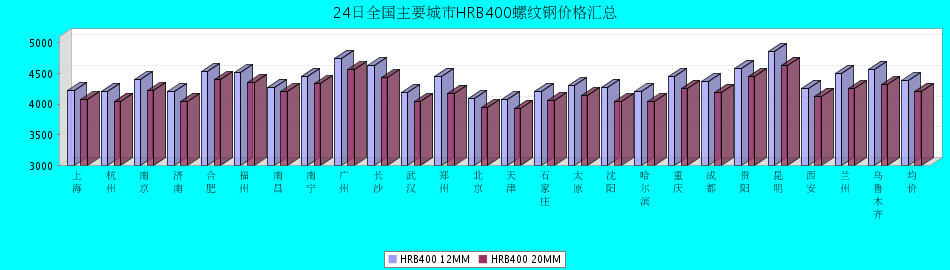 24日全国主要城市HRB400螺纹钢价格汇总
5000
4500
4000
3500
3000
上海
杭州
南京
济南
合肥
福州
南昌
南宁
广州
长沙
武汉
郑州
北京
天津
石家庄
太原
沈阳
哈尔滨
重庆
成都
贵阳
昆明
西安
兰州
乌鲁木齐
均价
HRB400 12MM
HRB400 20MM